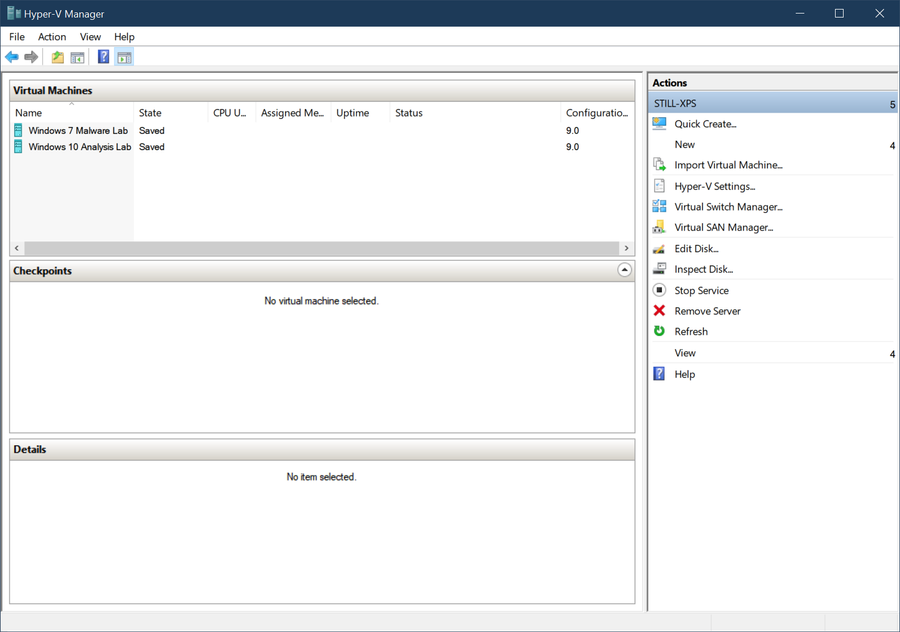 Hyper-V Manager
File Action View Help
Virtual Machines
Name State CPU U... Assigned Me... Uptime Status Configuratio...
Windows 7 Malware Lab Saved 9.0
Windows 10 Analysis Lab Saved 9.0
Checkpoints
No virtual machine selected.
Details
No item selected.
Actions
STILL-XPS 5
Quick Create...
New 4
Import Virtual Machine...
Hyper-V Settings...
Virtual Switch Manager...
Virtual SAN Manager...
Edit Disk...
Inspect Disk...
Stop Service
Remove Server
Refresh
View 4
Help